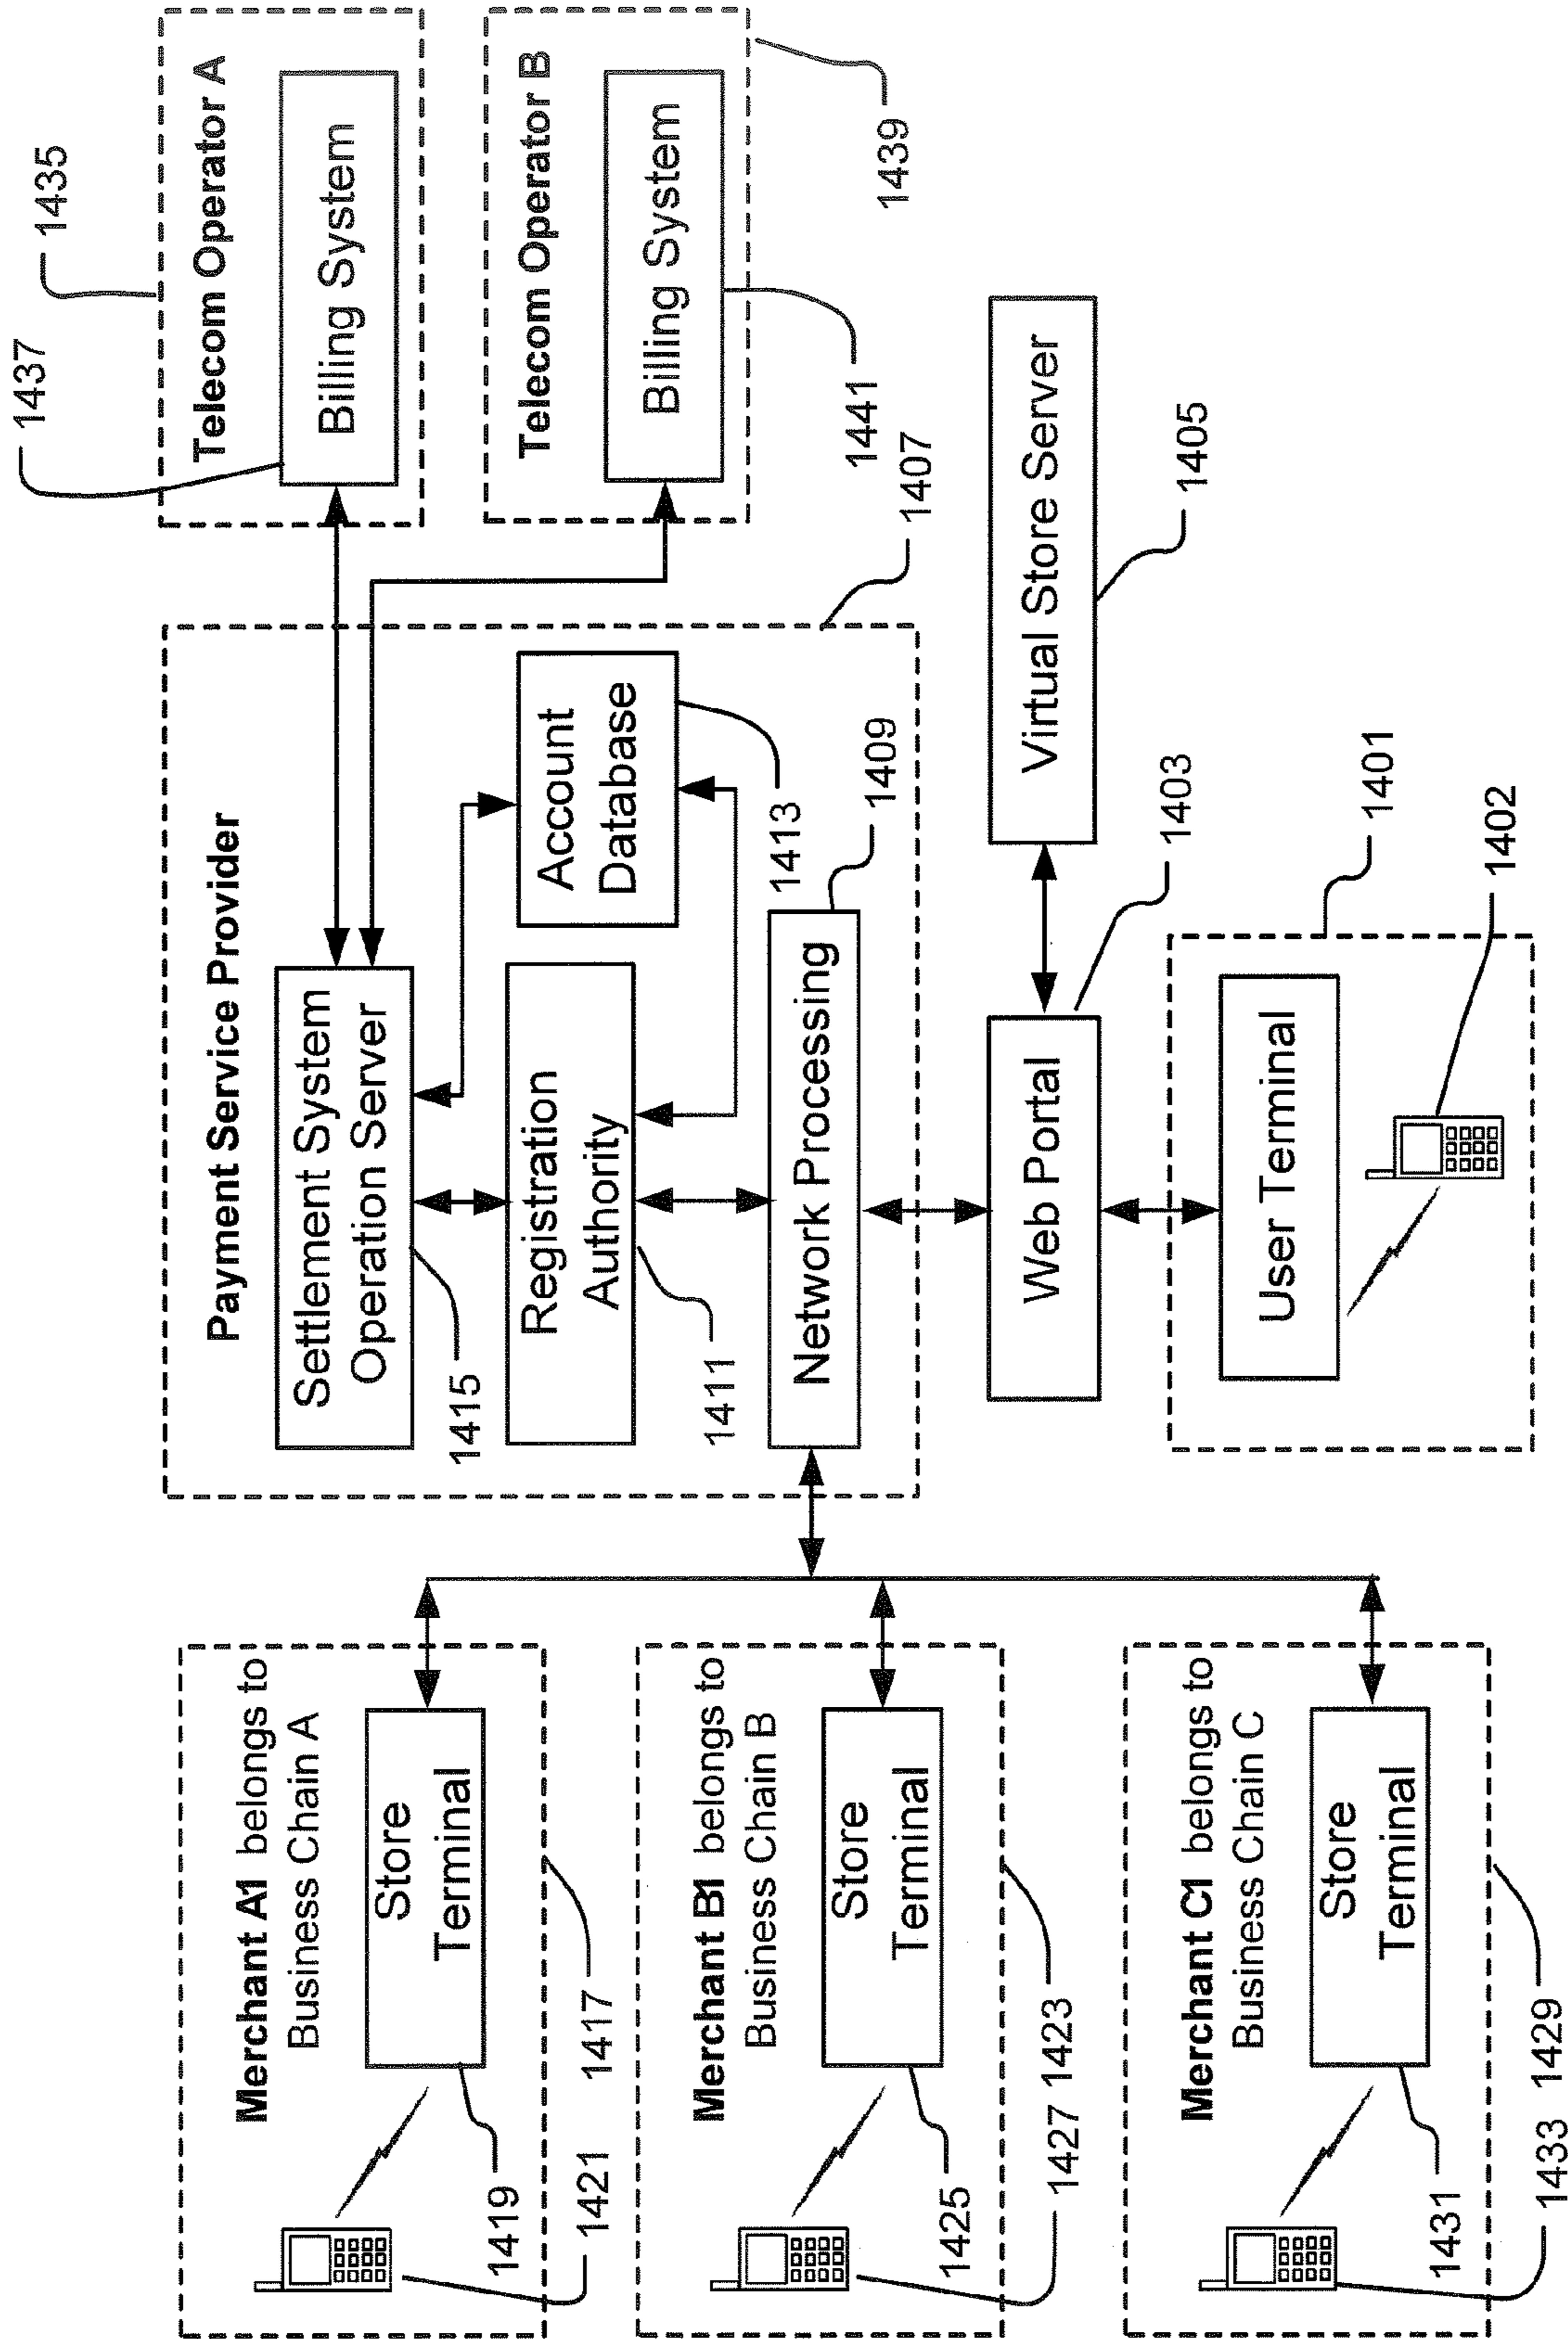 Merchant A1 belongs to
Business Chain A
Store
Terminal
1419
1421
1417
Merchant B1 belongs to
Business Chain B
Store
Terminal
1425
1427
1423
Merchant C1 belongs to
Business Chain C
Store
Terminal
1431
1433
1429
Payment Service Provider
Settlement System
Operation Server
1415
Registration
Authority
1411
Account
Database
1413
Network Processing
1409
1407
Web Portal
1403
Virtual Store Server
1405
User Terminal
1401
1402
1437
1435
Telecom Operator A
Billing System
Telecom Operator B
Billing System
1441
1439